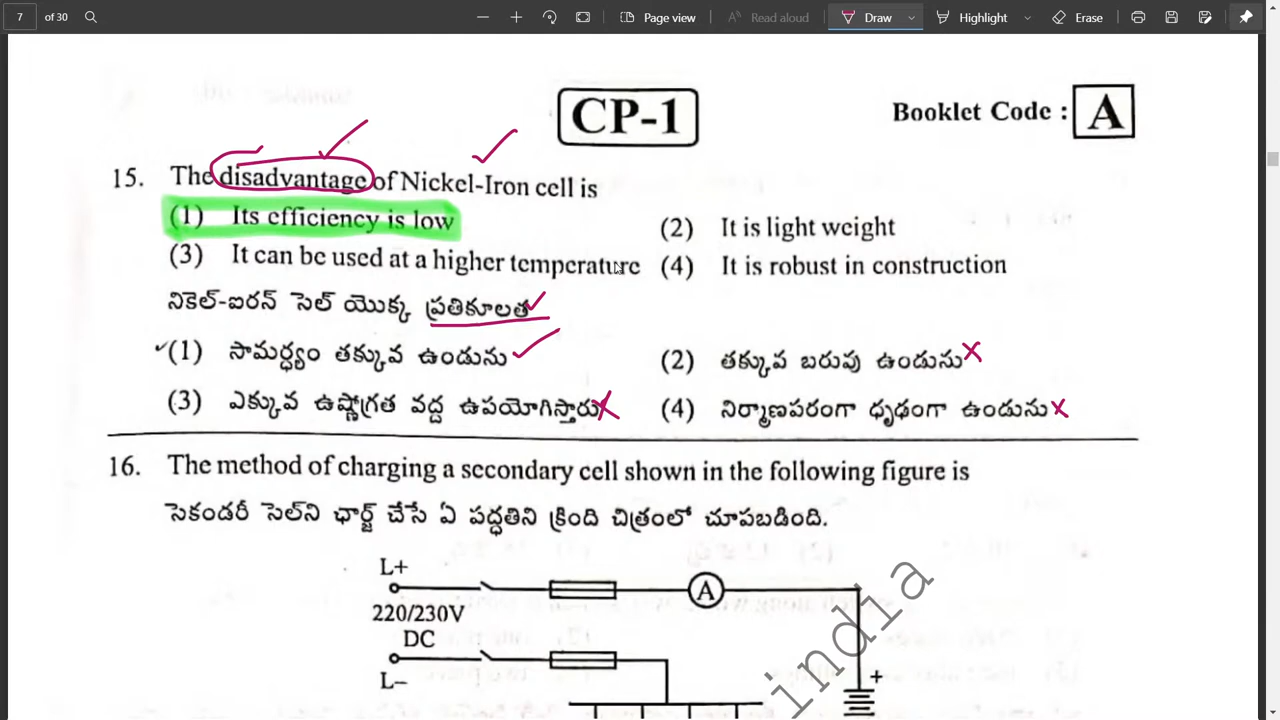 7 of 30 Page view Read aloud Draw Highlight Erase
CP-1
Booklet Code : A
15. The disadvantage of Nickel-Iron cell is
(1) Its efficiency is low (2) It is light weight
(3) It can be used at a higher temperature (4) It is robust in construction
నికెల్-ఐరన్ సెల్ యొక్క ప్రతికూలత
(1) సామర్థ్యం తక్కువ ఉండును (2) తక్కువ బరువు ఉండును
(3) ఎక్కువ ఉష్ణోగ్రత వద్ద ఉపయోగిస్తారు (4) నిర్మాణపరంగా ధృఢంగా ఉండును
16. The method of charging a secondary cell shown in the following figure is
సెకండరీ సెల్‌ని ఛార్జ్ చేసే ఏ పద్ధతిని క్రింది చిత్రంలో చూపబడింది.
L+
A
220/230V
DC
L−
+
india